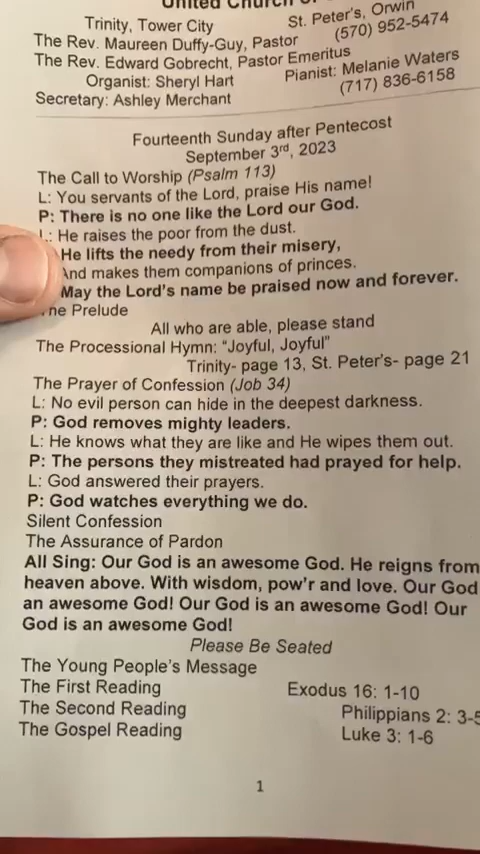 United Church of
Trinity, Tower City St. Peter's, Orwin
The Rev. Maureen Duffy-Guy, Pastor (570) 952-5474
The Rev. Edward Gobrecht, Pastor Emeritus
Organist: Sheryl Hart Pianist: Melanie Waters
Secretary: Ashley Merchant (717) 836-6158
Fourteenth Sunday after Pentecost
September 3rd, 2023
The Call to Worship (Psalm 113)
L: You servants of the Lord, praise His name!
P: There is no one like the Lord our God.
L: He raises the poor from the dust.
He lifts the needy from their misery,
And makes them companions of princes.
May the Lord's name be praised now and forever.
The Prelude
All who are able, please stand
The Processional Hymn: "Joyful, Joyful"
Trinity- page 13, St. Peter's- page 21
The Prayer of Confession (Job 34)
L: No evil person can hide in the deepest darkness.
P: God removes mighty leaders.
L: He knows what they are like and He wipes them out.
P: The persons they mistreated had prayed for help.
L: God answered their prayers.
P: God watches everything we do.
Silent Confession
The Assurance of Pardon
All Sing: Our God is an awesome God. He reigns from
heaven above. With wisdom, pow'r and love. Our God
an awesome God! Our God is an awesome God! Our
God is an awesome God!
Please Be Seated
The Young People's Message
The First Reading Exodus 16: 1-10
The Second Reading Philippians 2: 3-5
The Gospel Reading Luke 3: 1-6
1